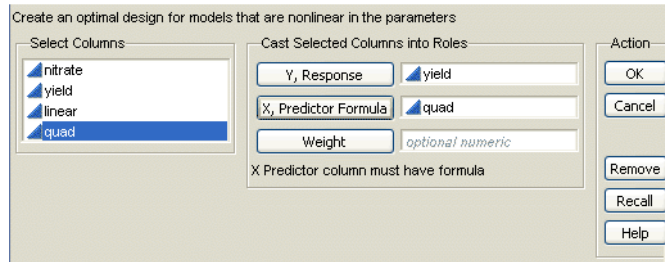 Create an optimal design for models that are nonlinear in the parameters
Select Columns
nitrate
yield
linear
quad
Cast Selected Columns into Roles
Y, Response
yield
X, Predictor Formula
quad
Weight
optional numeric
X Predictor column must have formula
Action
OK
Cancel
Remove
Recall
Help